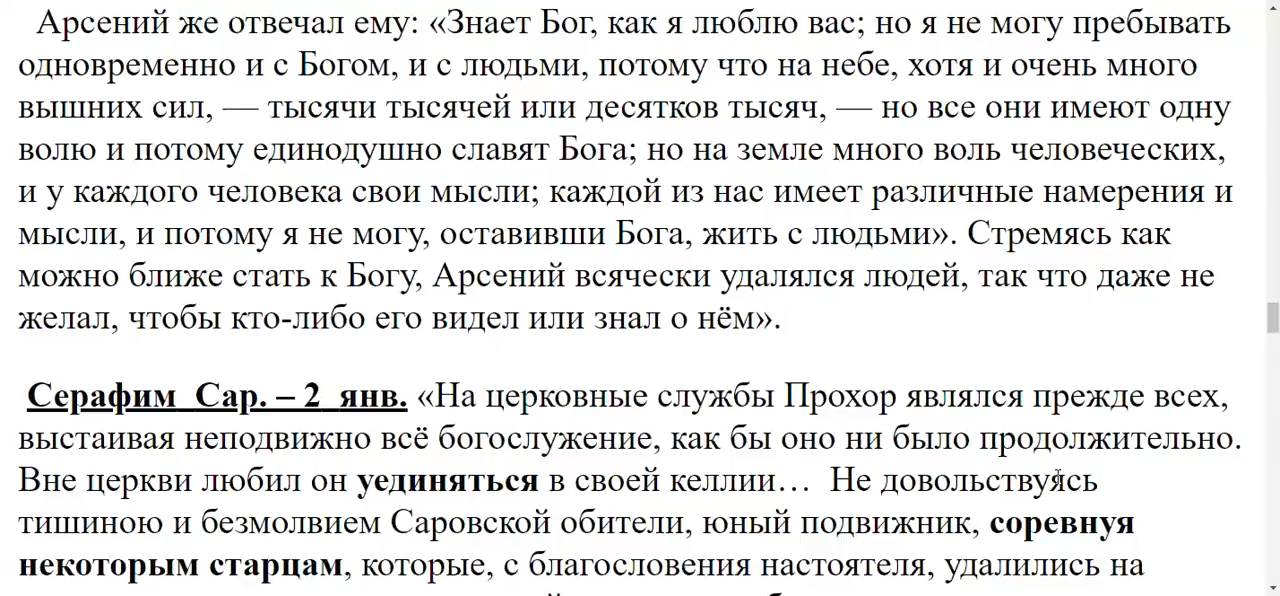 Арсений же отвечал ему: «Знает Бог, как я люблю вас; но я не могу пребывать
одновременно и с Богом, и с людьми, потому что на небе, хотя и очень много
вышних сил, — тысячи тысячей или десятков тысяч, — но все они имеют одну
волю и потому единодушно славят Бога; но на земле много воль человеческих,
и у каждого человека свои мысли; каждой из нас имеет различные намерения и
мысли, и потому я не могу, оставивши Бога, жить с людьми». Стремясь как
можно ближе стать к Богу, Арсений всячески удалялся людей, так что даже не
желал, чтобы кто-либо его видел или знал о нём».
Серафим Сар. – 2 янв. «На церковные службы Прохор являлся прежде всех,
выстаивая неподвижно всё богослужение, как бы оно ни было продолжительно.
Вне церкви любил он уединяться в своей келлии… Не довольствуясь
тишиною и безмолвием Саровской обители, юный подвижник, соревнуя
некоторым старцам, которые, с благословения настоятеля, удалились на